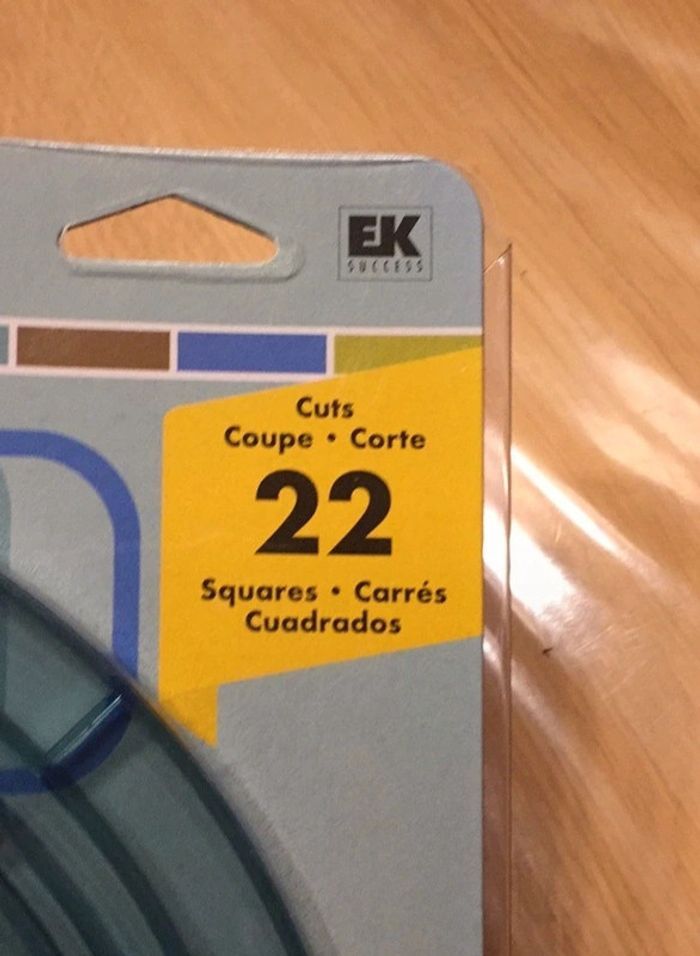 EK
SUCCESS
Cuts
Coupe • Corte
22
Squares • Carrés
Cuadrados